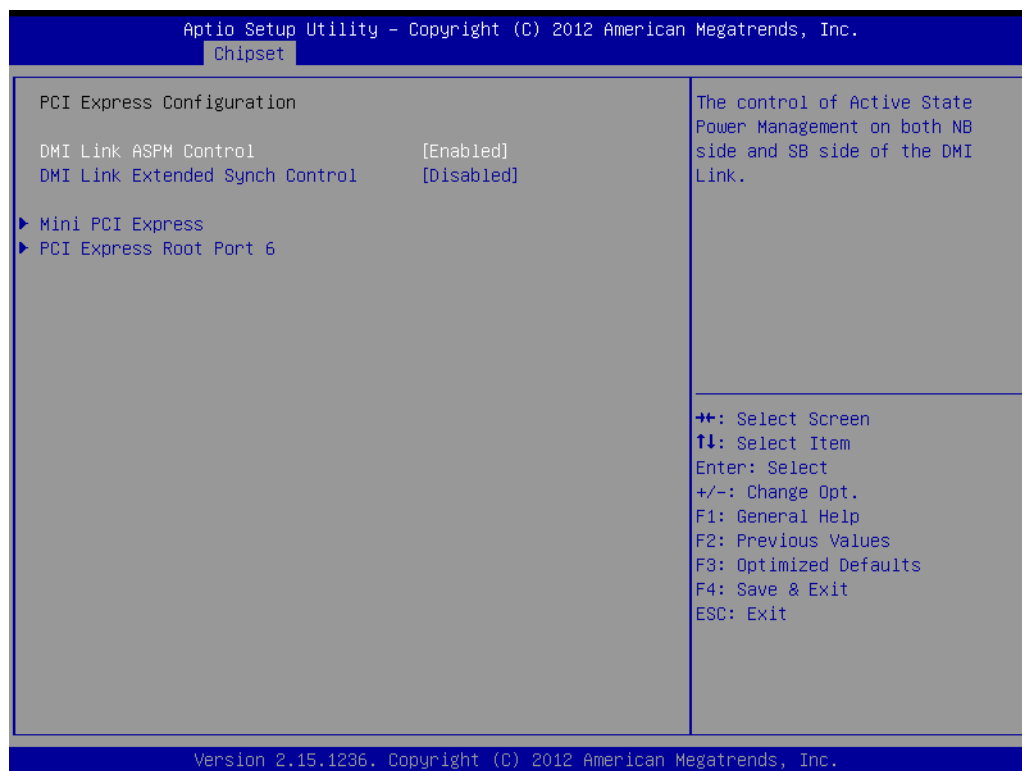 Aptio Setup Utility – Copyright (C) 2012 American Megatrends, Inc.
Chipset
PCI Express Configuration
DMI Link ASPM Control [Enabled]
DMI Link Extended Synch Control [Disabled]
Mini PCI Express
PCI Express Root Port 6
The control of Active State
Power Management on both NB
side and SB side of the DMI
Link.
→←: Select Screen
↑↓: Select Item
Enter: Select
+/-: Change Opt.
F1: General Help
F2: Previous Values
F3: Optimized Defaults
F4: Save & Exit
ESC: Exit
Version 2.15.1236. Copyright (C) 2012 American Megatrends, Inc.